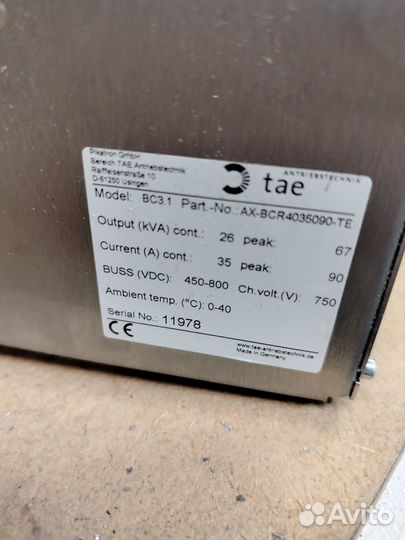 Pikatron GmbH
Bereich TAE Antriebstechnik
Raiffeisenstraße 10
D-61250 Usingen
ANTRIEBSTECHNIK
tae
Model: BC3.1 Part.-No.: AX-BCR4035090-TE
Output (kVA) cont.: 26 peak: 67
Current (A) cont.: 35 peak: 90
BUSS (VDC): 450-800 Ch.volt.(V): 750
Ambient temp. (°C): 0-40
Serial No.: 11978
CE
www.tae-antriebstechnik.de
Made in Germany
Avito